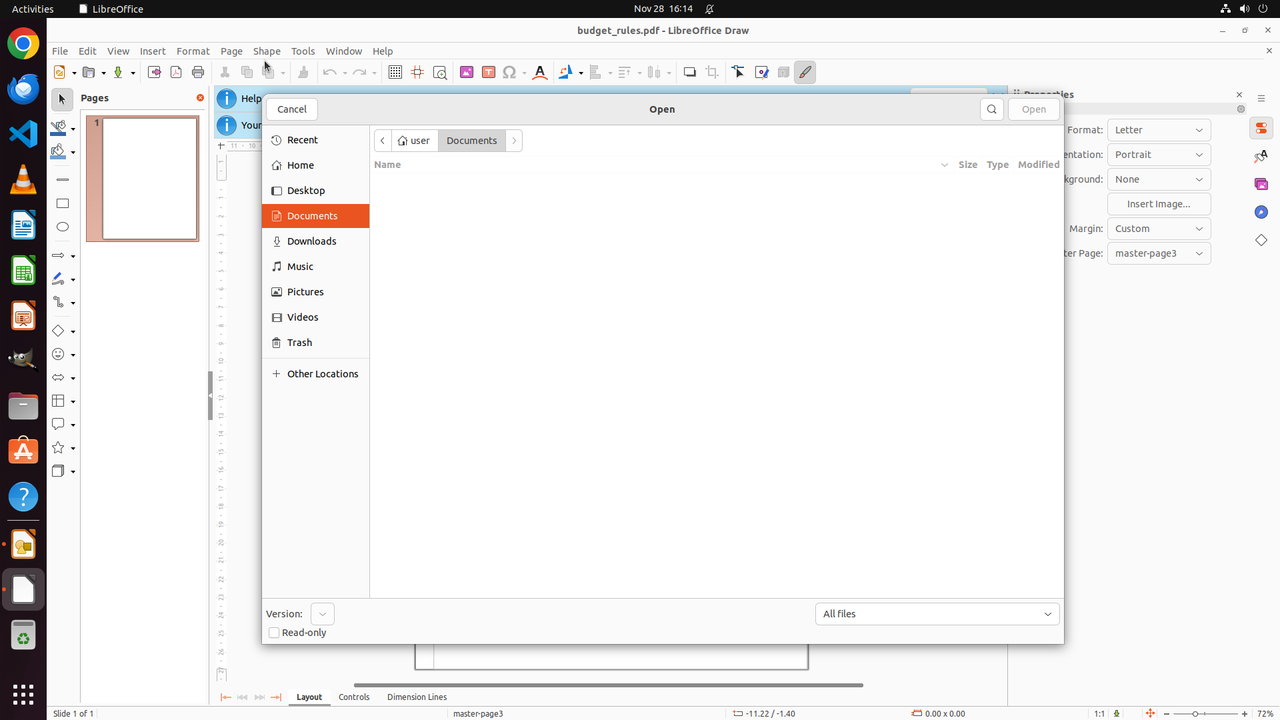 Activities
LibreOffice
Nov 28 16:14
budget_rules.pdf - LibreOffice Draw
File Edit View Insert Format Page Shape Tools Window Help
Pages
Help
Your
1
Cancel
Open
Open
Recent
Home
Desktop
Documents
Downloads
Music
Pictures
Videos
Trash
Other Locations
user
Documents
Name
Size
Type
Modified
Version:
Read-only
All files
Properties
Format:
Letter
entation:
Portrait
kground:
None
Insert Image...
Margin:
Custom
ter Page:
master-page3
Layout
Controls
Dimension Lines
Slide 1 of 1
master-page3
-11.22 / -1.40
0.00 x 0.00
1:1
72%